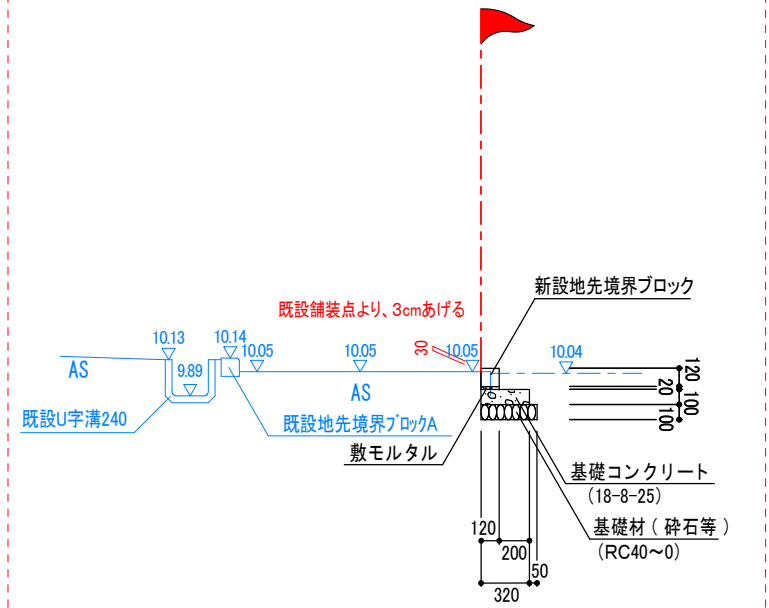 新設地先境界ブロック
既設舗装点より、3cmあげる
10.13
10.14
10.05
10.05
30
10.05
10.04
AS
9.89
AS
120
20
100
100
既設U字溝240
既設地先境界ブロックA
敷モルタル
基礎コンクリート
(18-8-25)
基礎材(砕石等)
(RC40~0)
120
200
50
320